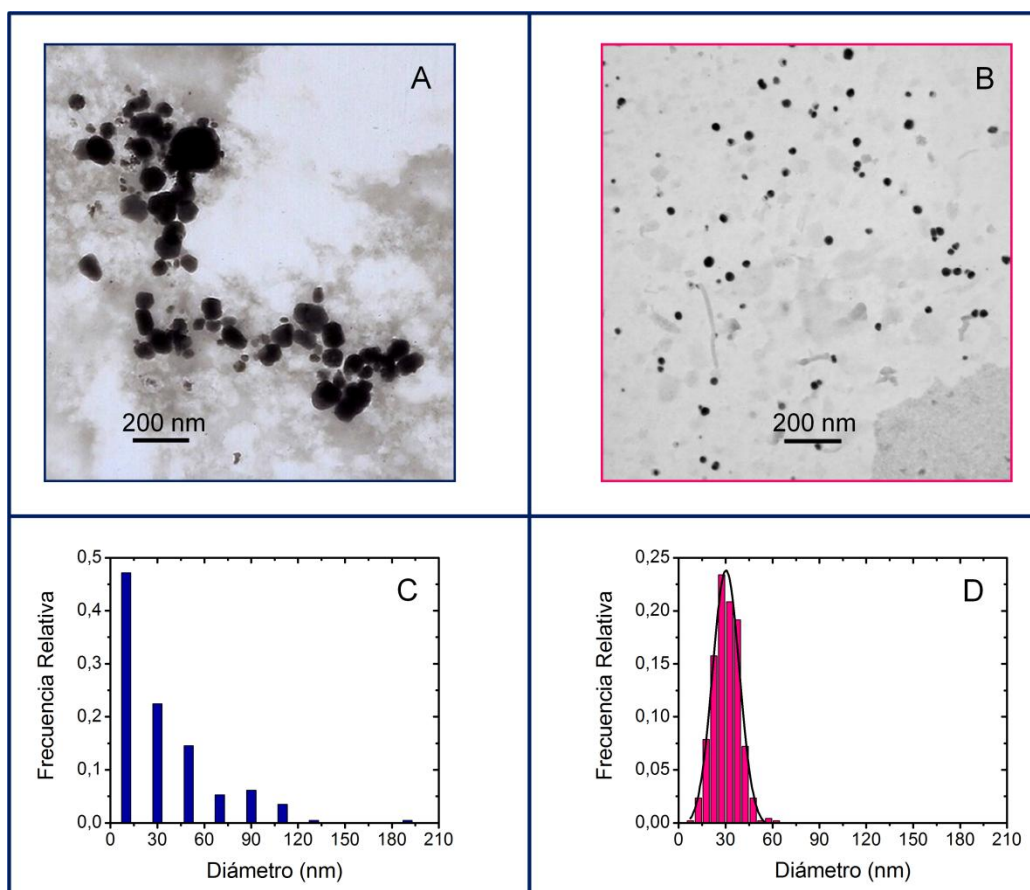 A
200 nm
B
200 nm
C
Frecuencia Relativa
0,5
0,4
0,3
0,2
0,1
0,0
0 30 60 90 120 150 180 210
Diámetro (nm)
D
Frecuencia Relativa
0,25
0,20
0,15
0,10
0,05
0,00
0 30 60 90 120 150 180 210
Diámetro (nm)